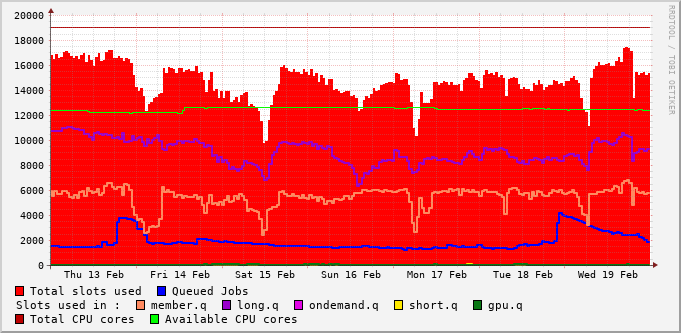 20000
18000
16000
14000
12000
10000
8000
6000
4000
2000
0
Thu 13 Feb Fri 14 Feb Sat 15 Feb Sun 16 Feb Mon 17 Feb Tue 18 Feb Wed 19 Feb
Total slots used Queued Jobs
Slots used in : member.q long.q ondemand.q short.q gpu.q
Total CPU cores Available CPU cores
RRDTOOL / TOBI OETIKER